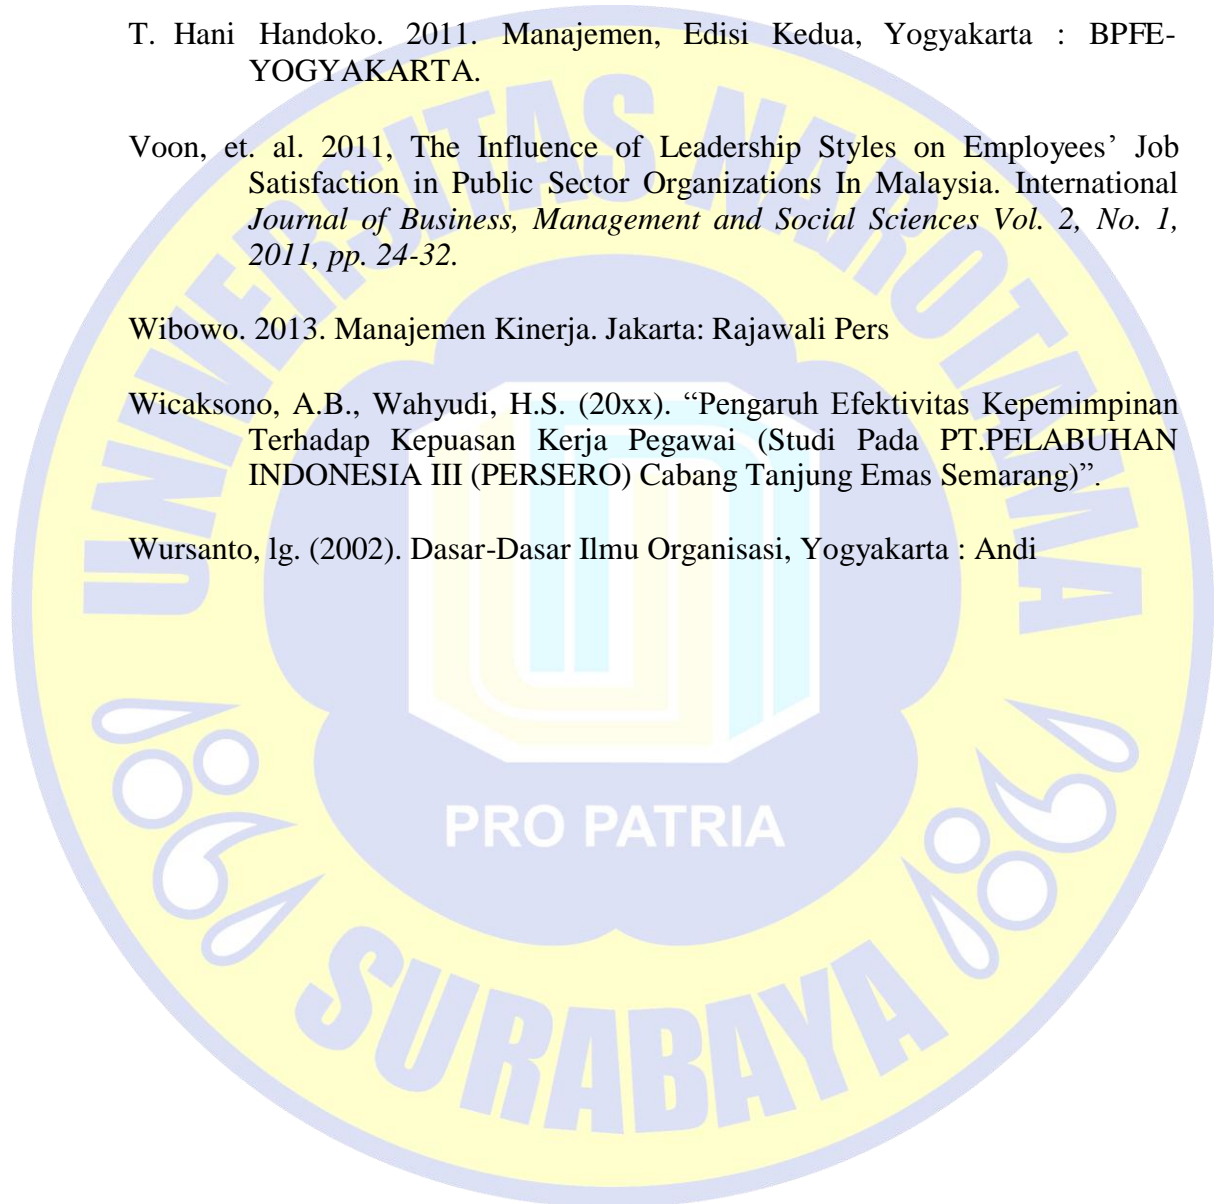 T. Hani Handoko. 2011. Manajemen, Edisi Kedua, Yogyakarta : BPFE-
YOGYAKARTA.
Voon, et. al. 2011, The Influence of Leadership Styles on Employees’ Job
Satisfaction in Public Sector Organizations In Malaysia. International
Journal of Business, Management and Social Sciences Vol. 2, No. 1,
2011, pp. 24-32.
Wibowo. 2013. Manajemen Kinerja. Jakarta: Rajawali Pers
Wicaksono, A.B., Wahyudi, H.S. (20xx). “Pengaruh Efektivitas Kepemimpinan
Terhadap Kepuasan Kerja Pegawai (Studi Pada PT.PELABUHAN
INDONESIA III (PERSERO) Cabang Tanjung Emas Semarang)”.
Wursanto, lg. (2002). Dasar-Dasar Ilmu Organisasi, Yogyakarta : Andi
UNIVERSITAS NAROTAMA
PRO PATRIA
SURABAYA